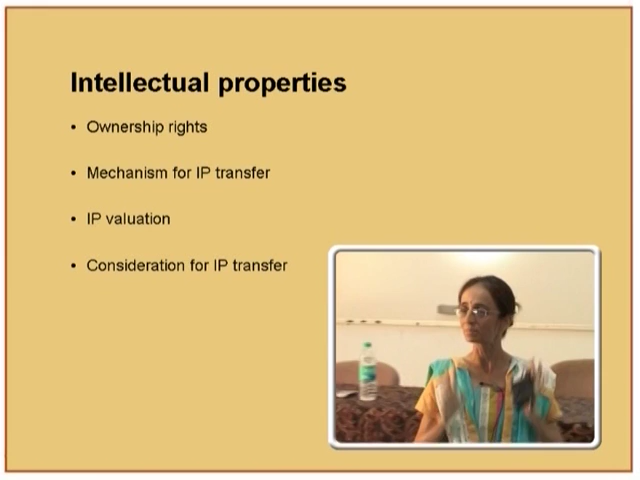 Intellectual properties
• Ownership rights
• Mechanism for IP transfer
• IP valuation
• Consideration for IP transfer